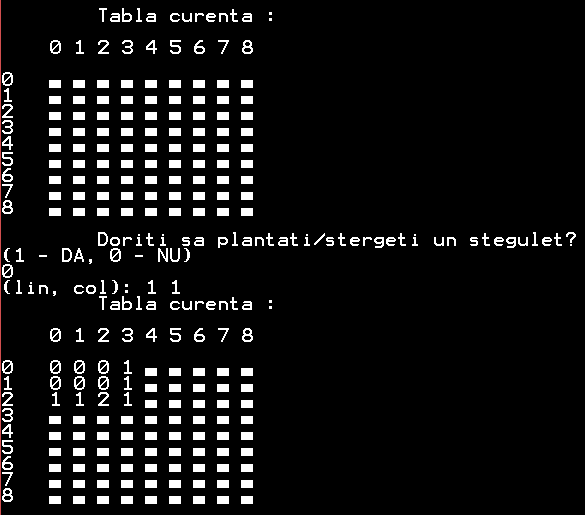 Tabla curenta :
0 1 2 3 4 5 6 7 8
0 ■ ■ ■ ■ ■ ■ ■ ■ ■
1 ■ ■ ■ ■ ■ ■ ■ ■ ■
2 ■ ■ ■ ■ ■ ■ ■ ■ ■
3 ■ ■ ■ ■ ■ ■ ■ ■ ■
4 ■ ■ ■ ■ ■ ■ ■ ■ ■
5 ■ ■ ■ ■ ■ ■ ■ ■ ■
6 ■ ■ ■ ■ ■ ■ ■ ■ ■
7 ■ ■ ■ ■ ■ ■ ■ ■ ■
8 ■ ■ ■ ■ ■ ■ ■ ■ ■
Doriti sa plantati/stergeti un stegulet?
(1 - DA, 0 - NU)
0
(lin, col): 1 1
Tabla curenta :
0 1 2 3 4 5 6 7 8
0 0 0 0 1 ■ ■ ■ ■ ■
1 0 0 0 1 ■ ■ ■ ■ ■
2 1 1 2 1 ■ ■ ■ ■ ■
3 ■ ■ ■ ■ ■ ■ ■ ■ ■
4 ■ ■ ■ ■ ■ ■ ■ ■ ■
5 ■ ■ ■ ■ ■ ■ ■ ■ ■
6 ■ ■ ■ ■ ■ ■ ■ ■ ■
7 ■ ■ ■ ■ ■ ■ ■ ■ ■
8 ■ ■ ■ ■ ■ ■ ■ ■ ■